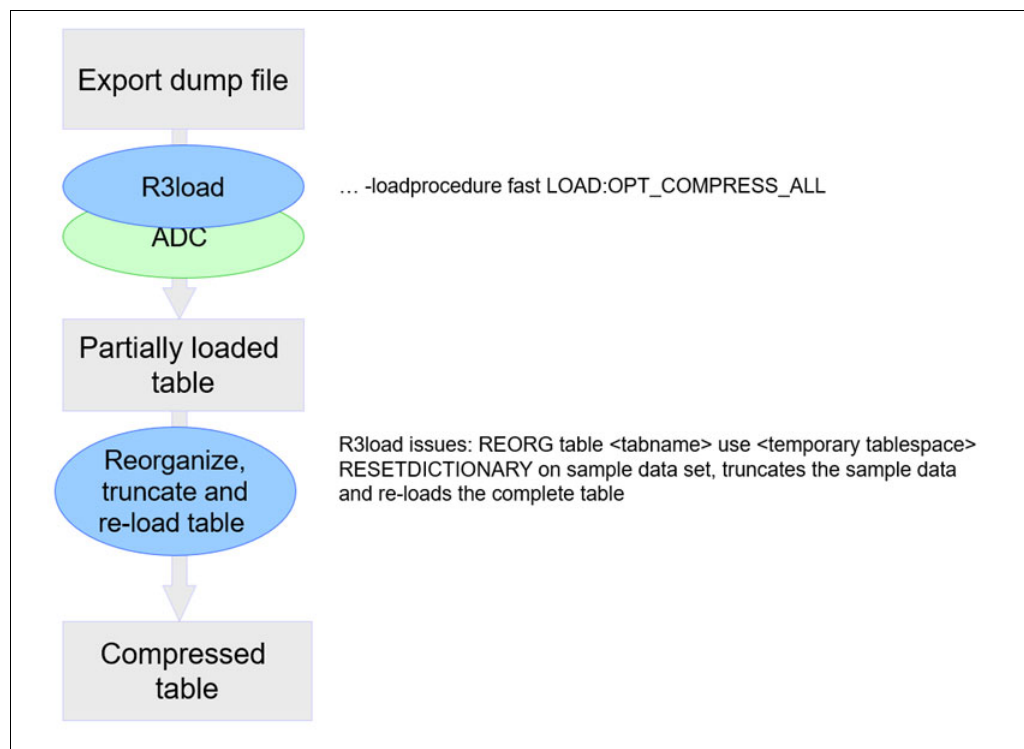 Export dump file
R3load
... -loadprocedure fast LOAD:OPT_COMPRESS_ALL
ADC
Partially loaded
table
Reorganize,
truncate and
re-load table
R3load issues: REORG table <tabname> use <temporary tablespace>
RESETDICTIONARY on sample data set, truncates the sample data
and re-loads the complete table
Compressed
table